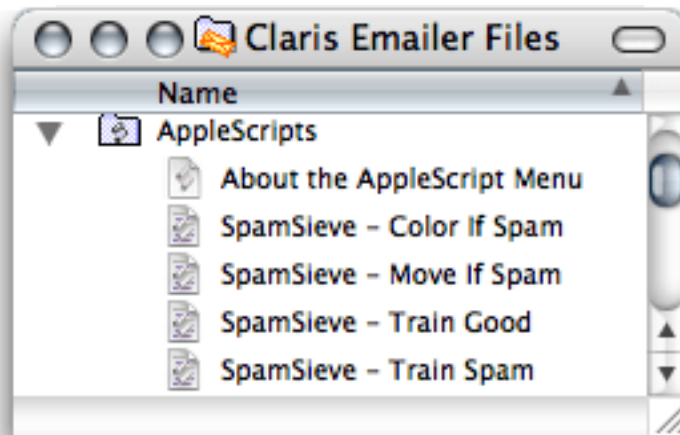 Claris Emailer Files
Name
AppleScripts
About the AppleScript Menu
SpamSieve – Color If Spam
SpamSieve – Move If Spam
SpamSieve – Train Good
SpamSieve – Train Spam